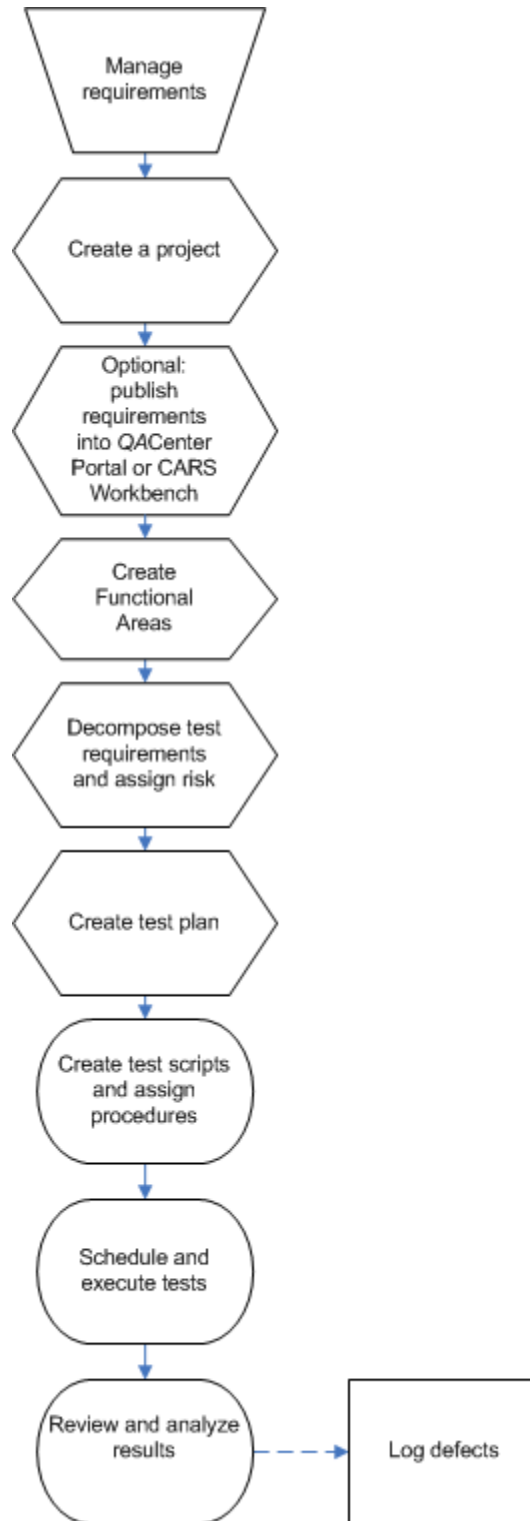 Manage
requirements
Create a project
Optional:
publish
requirements
into QACenter
Portal or CARS
Workbench
Create
Functional
Areas
Decompose test
requirements
and assign risk
Create test plan
Create test scripts
and assign
procedures
Schedule and
execute tests
Review and analyze
results
Log defects